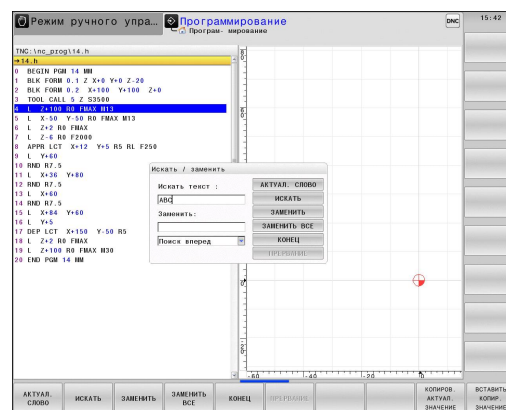 Режим ручного упра…
Программирование
Програм- мирование
DNC
15:42
TNC:\nc_prog\14.h
→14.h
0 BEGIN PGM 14 MM
1 BLK FORM 0.1 Z X+0 Y+0 Z-20
2 BLK FORM 0.2 X+100 Y+100 Z+0
3 TOOL CALL 5 Z S3500
4 L Z+100 R0 FMAX M13
5 L X-50 Y-50 R0 FMAX M13
6 L Z+2 R0 FMAX
7 L Z-6 R0 F2000
8 APPR LCT X+12 Y+5 R5 RL F250
9 L Y+60
10 RND R7.5
11 L X+36 Y+80
12 RND R7.5
13 L X+60
14 RND R7.5
15 L X+84 Y+60
16 L Y+5
17 DEP LCT X+150 Y-50 R5
18 L Z+2 R0 FMAX
19 L Z+100 R0 FMAX M30
20 END PGM 14 MM
Искать / заменить
Искать текст :
ABC
Заменить:
Поиск вперед
АКТУАЛ. СЛОВО
ИСКАТЬ
ЗАМЕНИТЬ
ЗАМЕНИТЬ ВСЕ
КОНЕЦ
ПРЕРВАНИЕ
-60
-40
-20
0
АКТУАЛ. СЛОВО
ИСКАТЬ
ЗАМЕНИТЬ
ЗАМЕНИТЬ ВСЕ
КОНЕЦ
ПРЕРВАНИЕ
КОПИРОВ. АКТУАЛ. ЗНАЧЕНИЕ
ВСТАВИТЬ КОПИР. ЗНАЧЕНИЕ